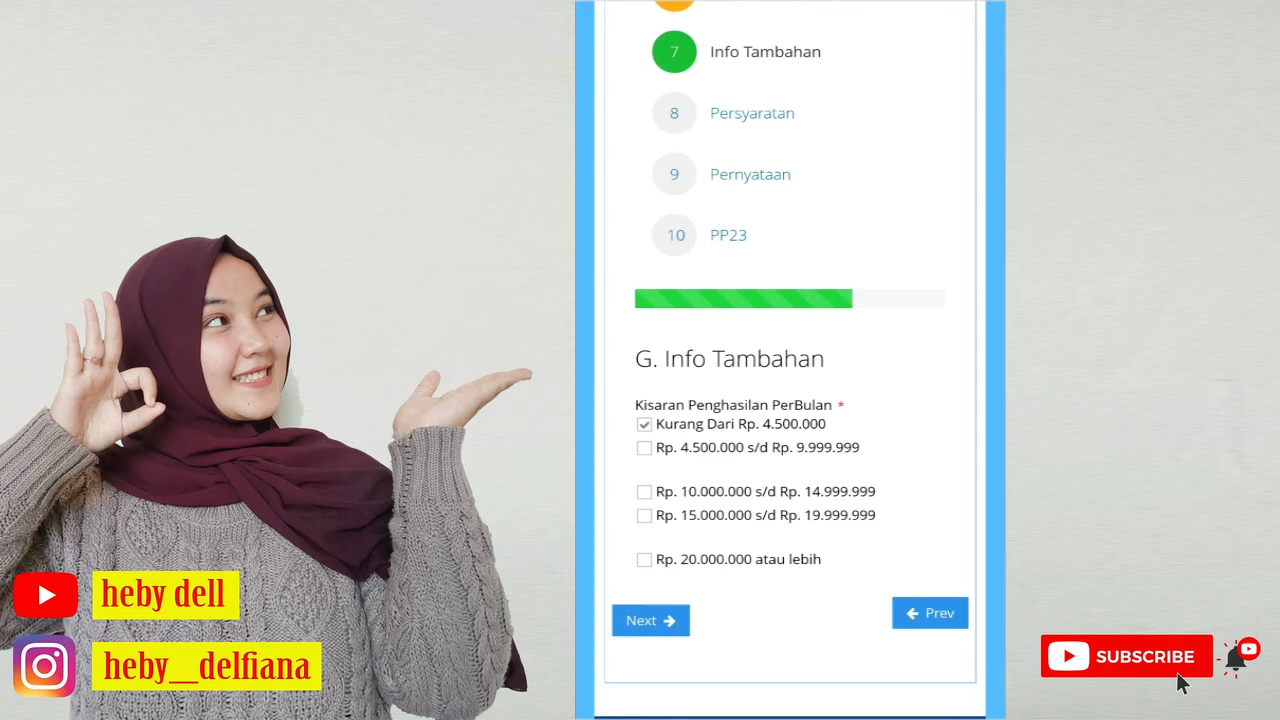 7 Info Tambahan
8 Persyaratan
9 Pernyataan
10 PP23
G. Info Tambahan
Kisaran Penghasilan PerBulan *
Kurang Dari Rp. 4.500.000
Rp. 4.500.000 s/d Rp. 9.999.999
Rp. 10.000.000 s/d Rp. 14.999.999
Rp. 15.000.000 s/d Rp. 19.999.999
Rp. 20.000.000 atau lebih
Next
Prev
heby dell
heby__delfiana
SUBSCRIBE